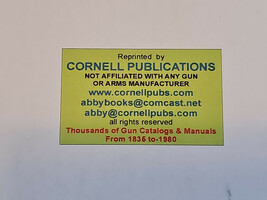 Reprinted by
CORNELL PUBLICATIONS
NOT AFFILIATED WITH ANY GUN
OR ARMS MANUFACTURER
www.cornellpubs.com
abbybooks@comcast.net
abby@cornellpubs.com
all rights reserved
Thousands of Gun Catalogs & Manuals
From 1835 to-1980